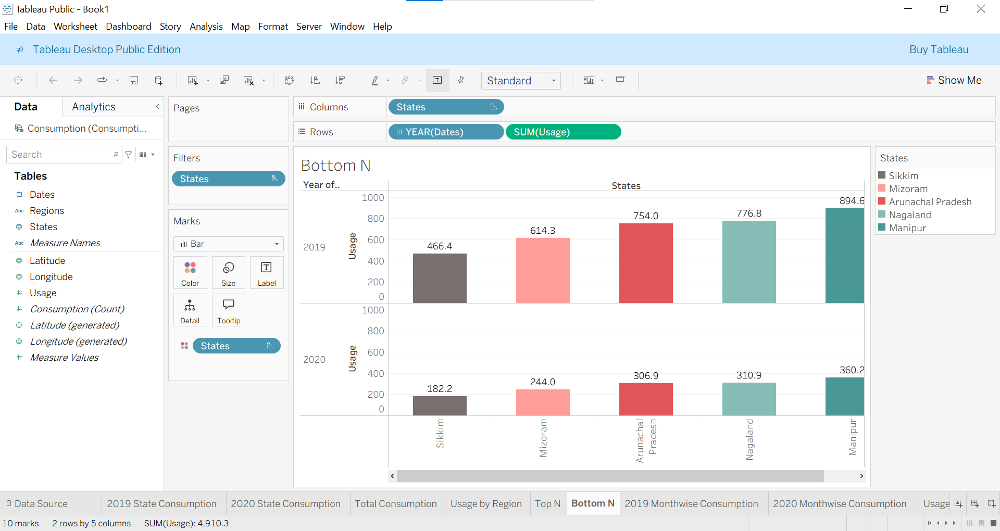 Tableau Public - Book1
File Data Worksheet Dashboard Story Analysis Map Format Server Window Help
Tableau Desktop Public Edition
Buy Tableau
Standard
Show Me
Data
Analytics
Consumption (Consumpti...
Search
Tables
Dates
Abc Regions
States
Abc Measure Names
Latitude
Longitude
# Usage
# Consumption (Count)
Latitude (generated)
Longitude (generated)
# Measure Values
Pages
Filters
States
Marks
Bar
Color
Size
Label
Detail
Tooltip
States
Columns
States
Rows
YEAR(Dates)
SUM(Usage)
Bottom N
Year of..
States
2019
Usage
1000
800
600
400
200
0
466.4
614.3
754.0
776.8
894.6
2020
Usage
1000
800
600
400
200
0
182.2
244.0
306.9
310.9
360.2
Sikkim
Mizoram
Arunachal
Pradesh
Nagaland
Manipur
States
Sikkim
Mizoram
Arunachal Pradesh
Nagaland
Manipur
Data Source
2019 State Consumption
2020 State Consumption
Total Consumption
Usage by Region
Top N
Bottom N
2019 Monthwise Consumption
2020 Monthwise Consumption
Usage
10 marks
2 rows by 5 columns
SUM(Usage): 4,910.3